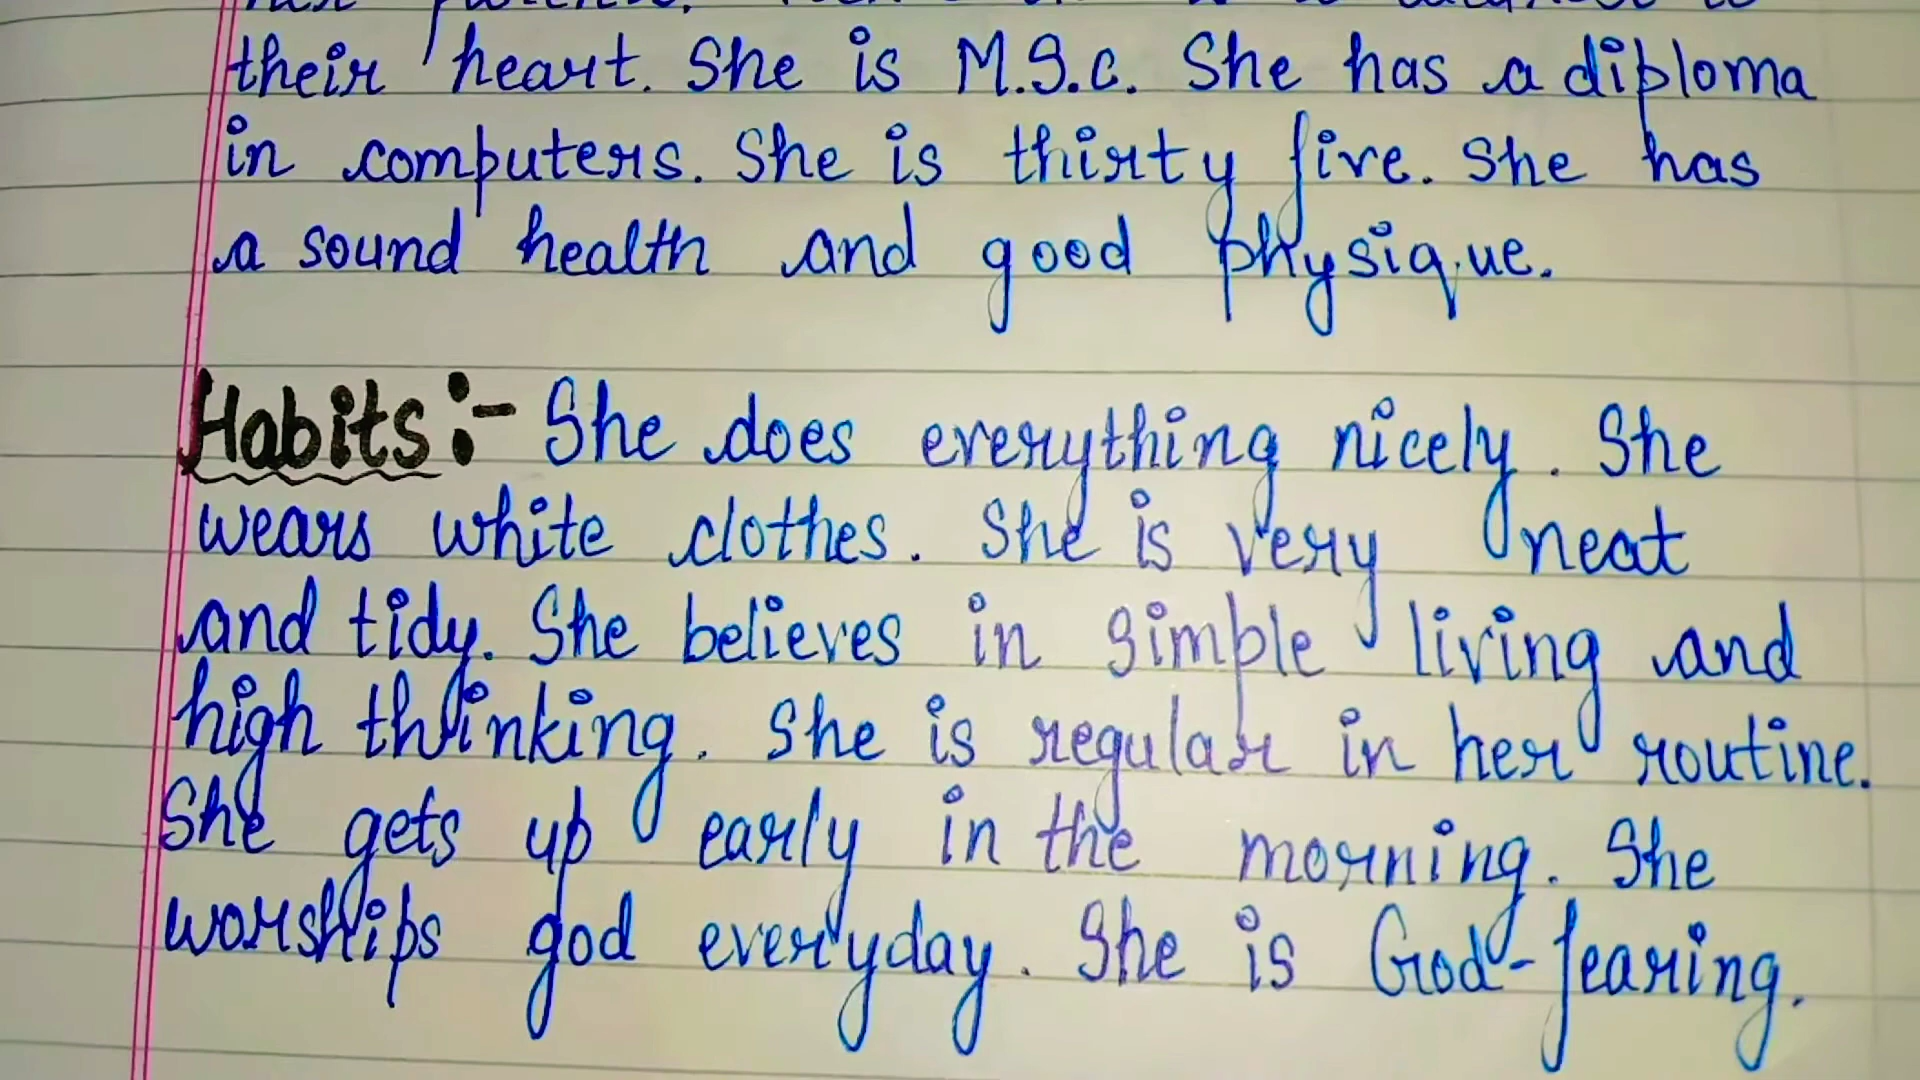 their heart. She is M.S.c. She has a diploma
in computers. She is thirty five. She has
a sound health and good physique.
Habits:- She does everything nicely. She
wears white clothes. She is very neat
and tidy. She believes in simple living and
high thinking. She is regular in her routine.
She gets up early in the morning. She
worships god everyday. She is God-fearing.